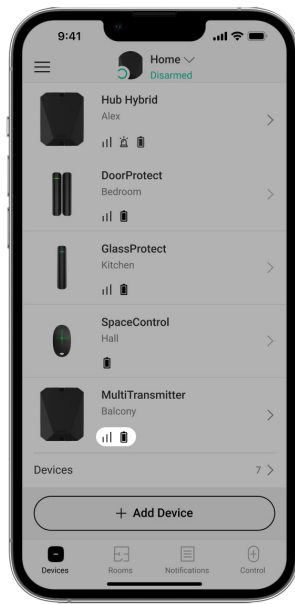 9:41
Home
Disarmed
Hub Hybrid
Alex
DoorProtect
Bedroom
GlassProtect
Kitchen
SpaceControl
Hall
MultiTransmitter
Balcony
Devices 7
+ Add Device
Devices Rooms Notifications Control